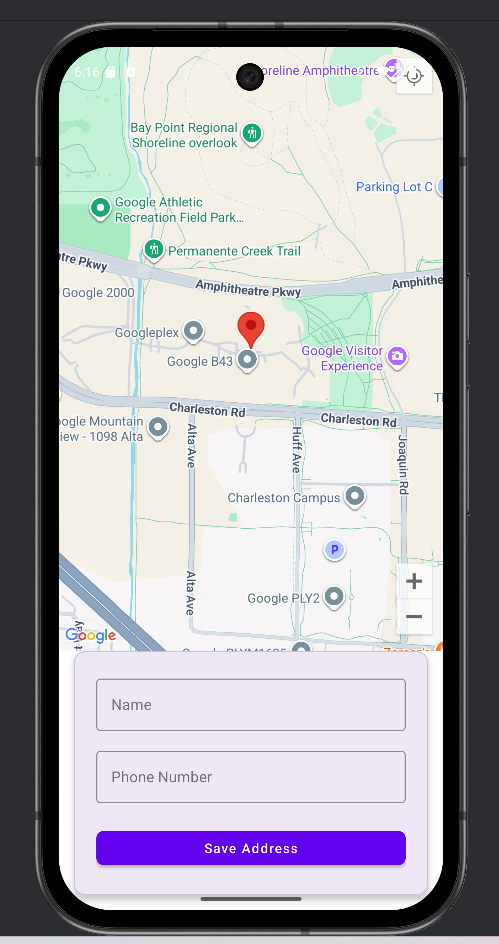 6:16
Shoreline Amphitheatre
Bay Point Regional
Shoreline overlook
Parking Lot C
Google Athletic
Recreation Field Park...
Permanente Creek Trail
tre Pkwy
Amphitheatre Pkwy
Amphithe
Google 2000
Googleplex
Google B43
Google Visitor
Experience
Charleston Rd
Charleston Rd
oogle Mountain
iew - 1098 Alta
Alta Ave
Huff Ave
Joaquin Rd
Charleston Campus
P
Alta Ave
Google PLY2
+
−
Google
Name
Phone Number
Save Address